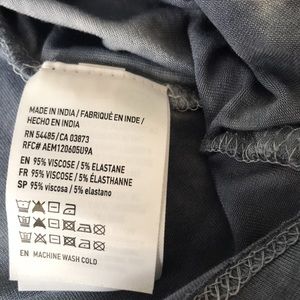 MADE IN INDIA / FABRIQUÉ EN INDE /
HECHO EN INDIA
RN 54485/CA 03873
RFC# AEM120605U9A
EN 95% VISCOSE / 5% ELASTANE
FR 95% VISCOSE / 5% ÉLASTHANNE
SP 95% viscosa / 5% elastano
EN MACHINE WASH COLD